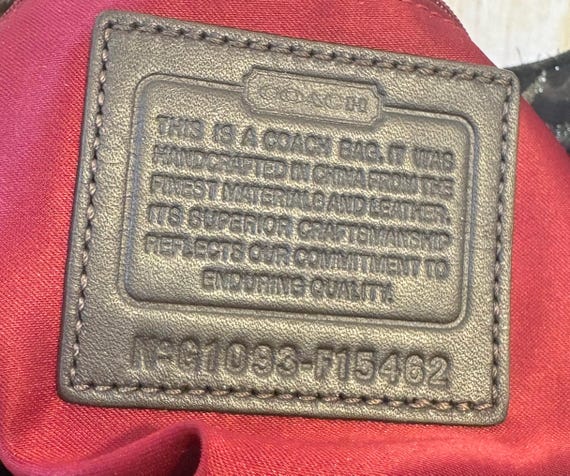 COACH
THIS IS A COACH BAG. IT WAS
HANDCRAFTED IN CHINA FROM THE
FINEST MATERIALS AND LEATHER.
ITS SUPERIOR CRAFTSMANSHIP
REFLECTS OUR COMMITMENT TO
ENDURING QUALITY.
Nº G1093-F15462